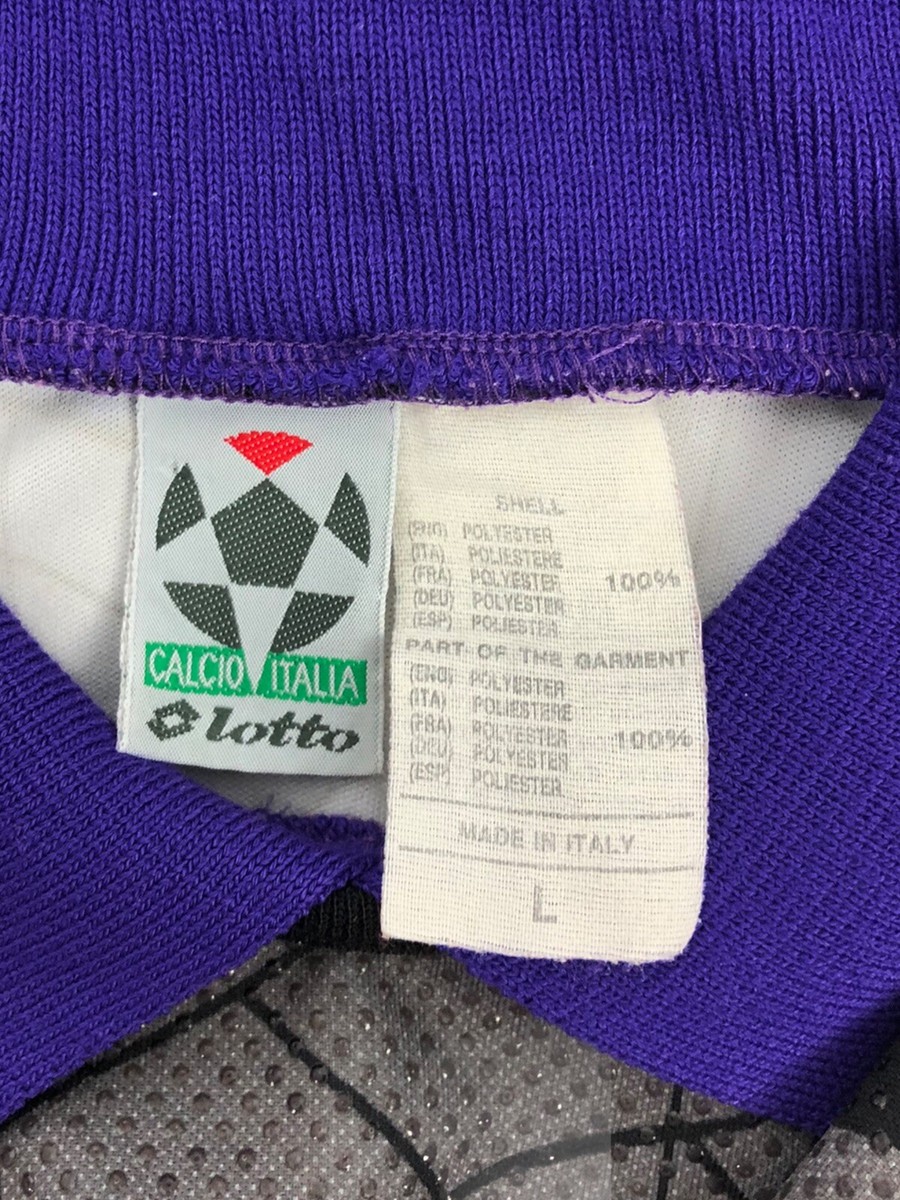 CALCIO ITALIA
lotto
SHELL
(ENG) POLYESTER
(ITA) POLIESTERE
(FRA) POLYESTER 100%
(DEU) POLYESTER
(ESP) POLIESTER
PART OF THE GARMENT
(ENG) POLYESTER
(ITA) POLIESTERE
(FRA) POLYESTER 100%
(DEU) POLYESTER
(ESP) POLIESTER
MADE IN ITALY
L